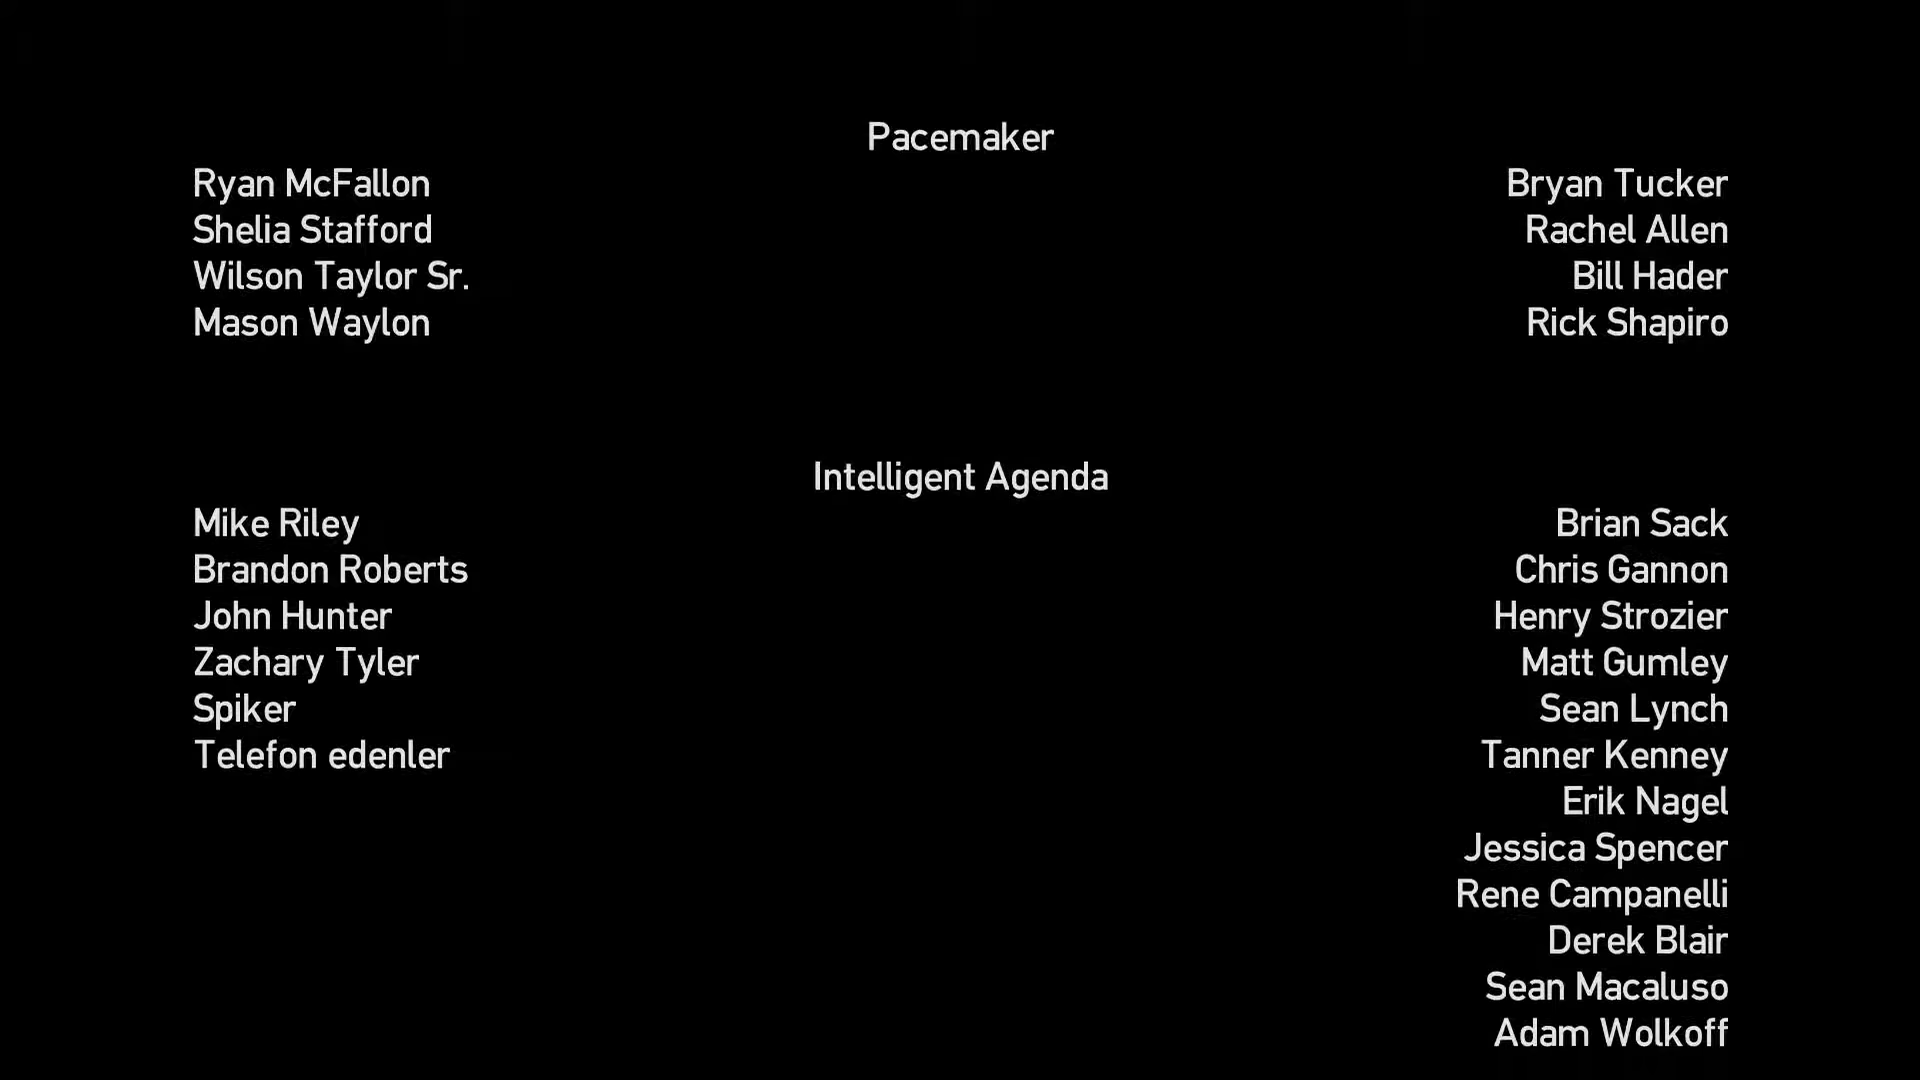 Pacemaker
Ryan McFallon Bryan Tucker
Shelia Stafford Rachel Allen
Wilson Taylor Sr. Bill Hader
Mason Waylon Rick Shapiro
Intelligent Agenda
Mike Riley Brian Sack
Brandon Roberts Chris Gannon
John Hunter Henry Strozier
Zachary Tyler Matt Gumley
Spiker Sean Lynch
Telefon edenler Tanner Kenney
Erik Nagel
Jessica Spencer
Rene Campanelli
Derek Blair
Sean Macaluso
Adam Wolkoff